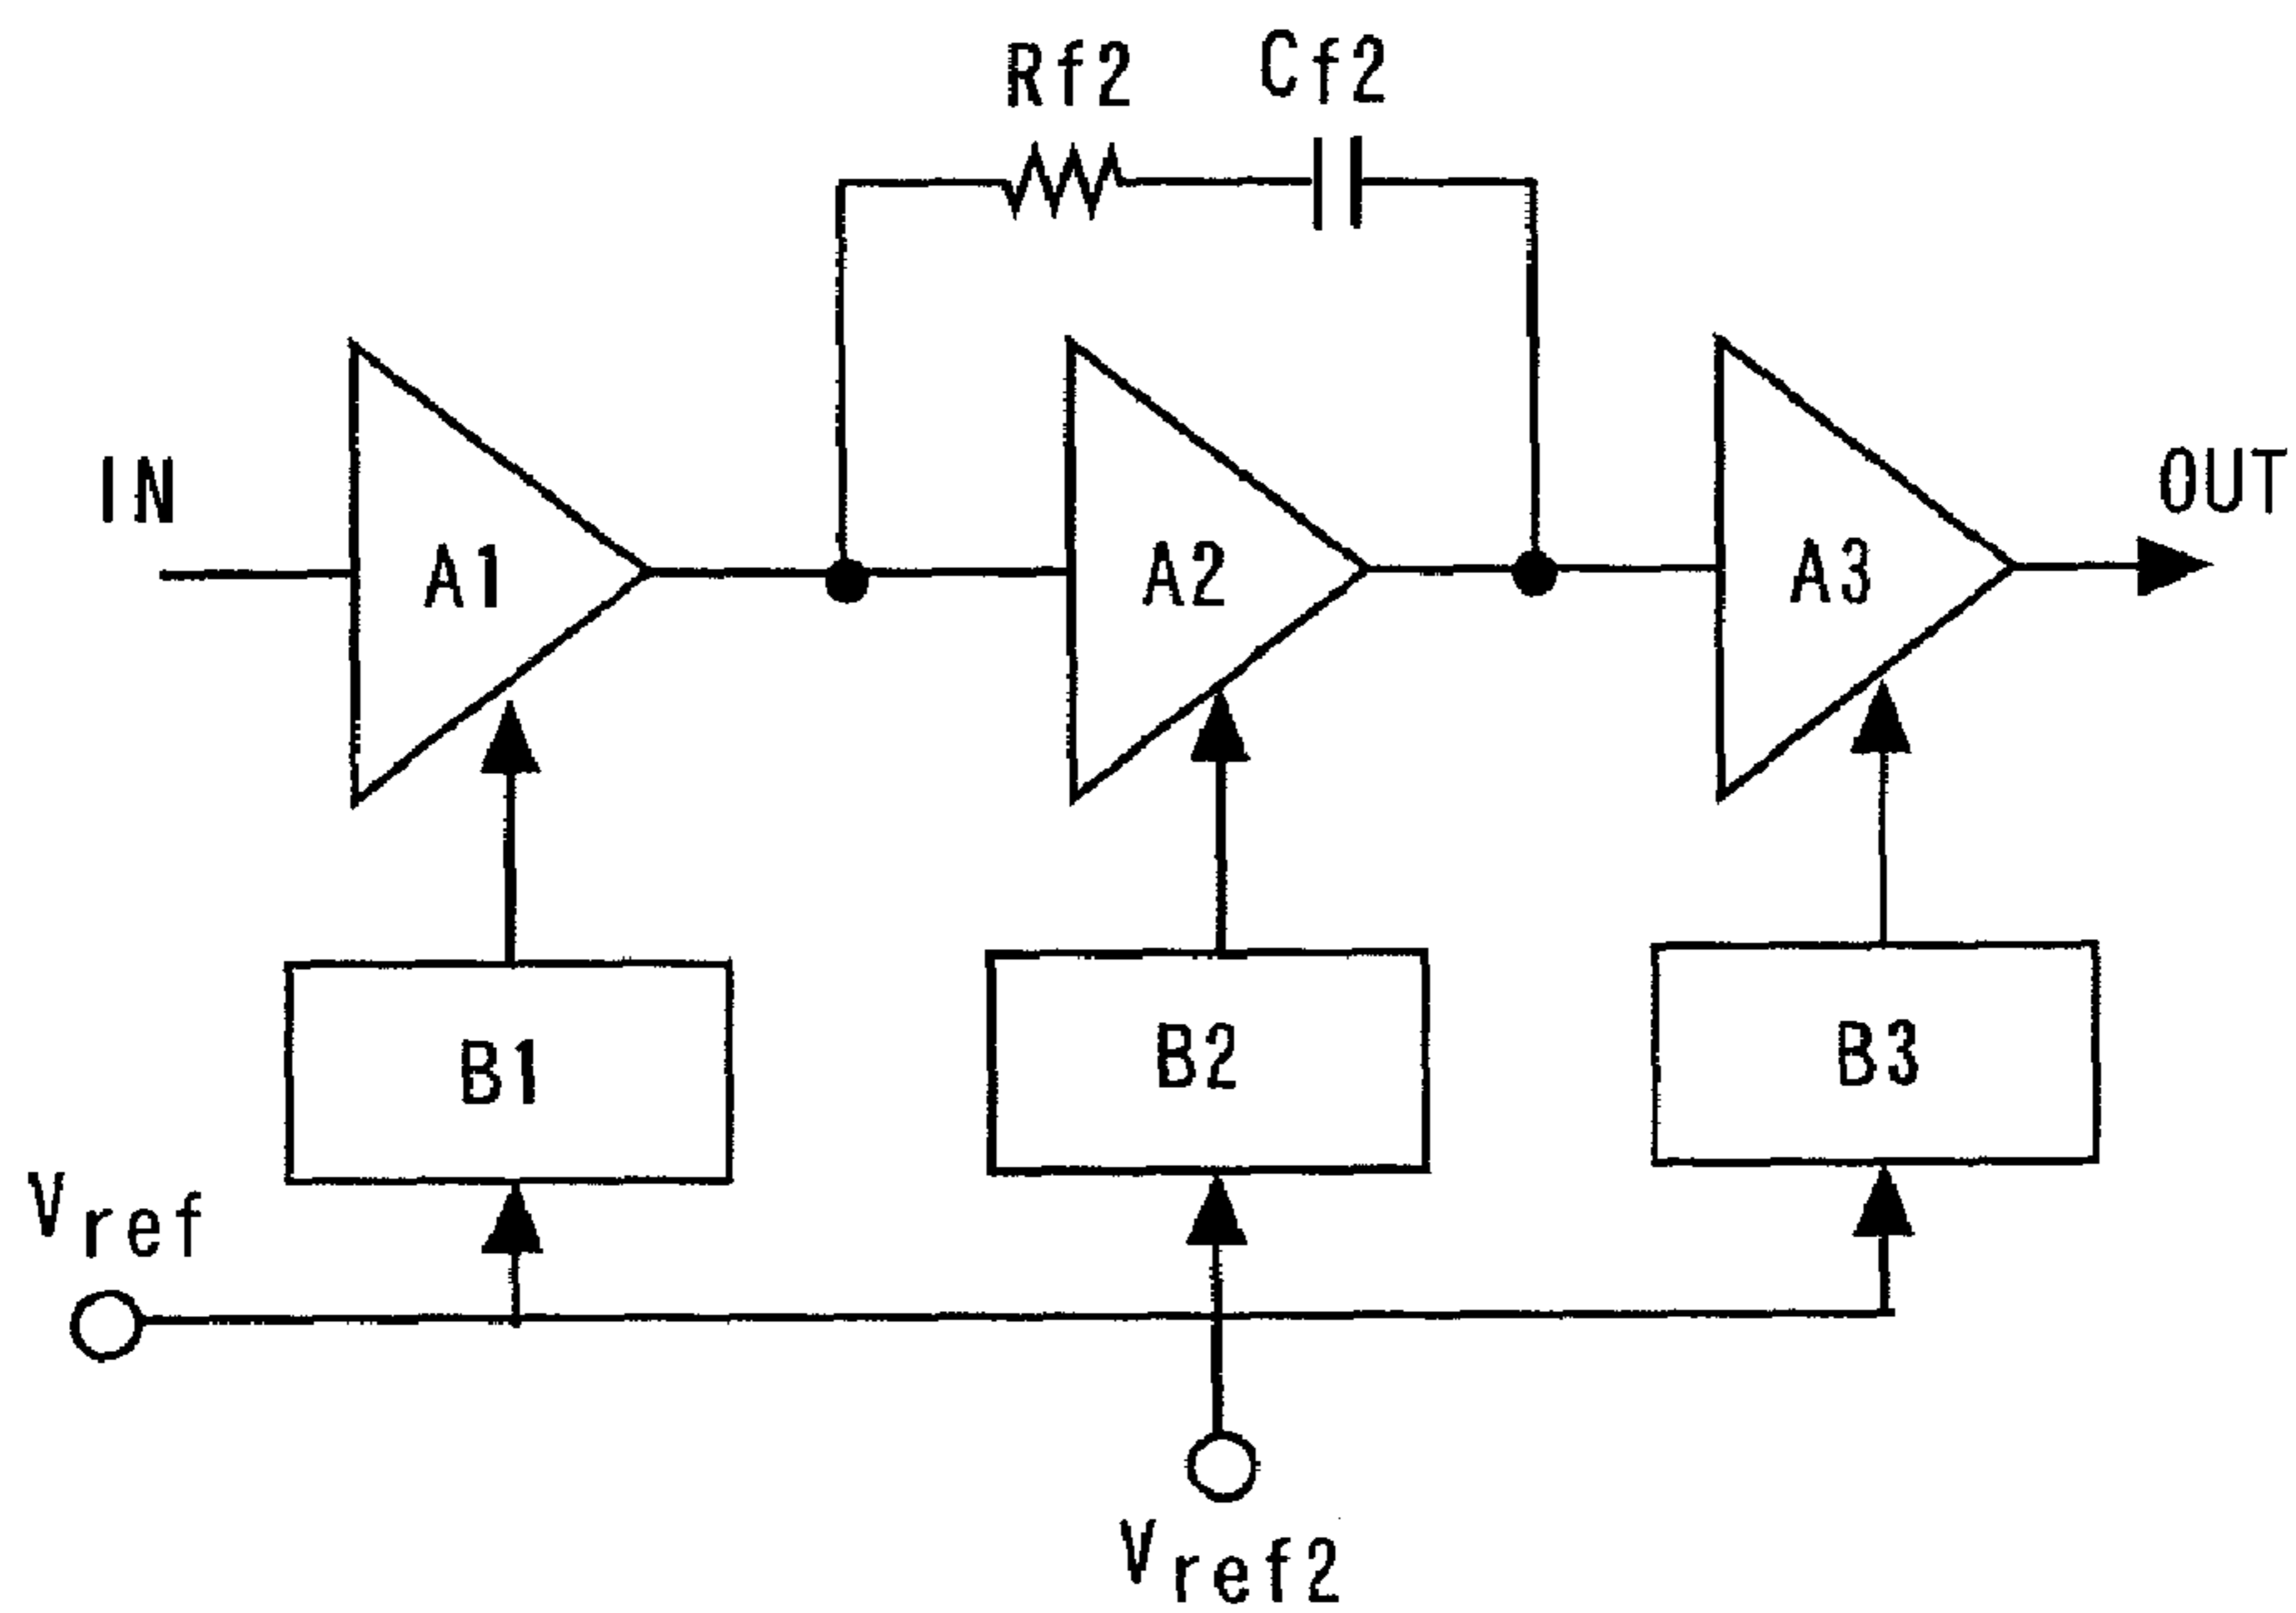 Rf2 Cf2
IN
OUT
A1 A2 A3
B1 B2 B3
Vref
Vref2